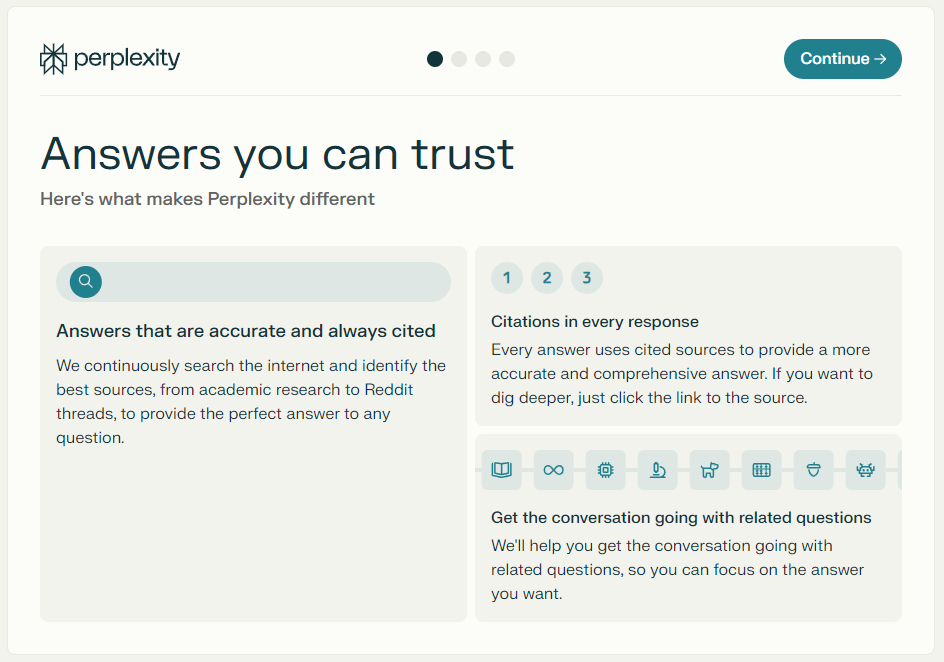 perplexity
Continue →
Answers you can trust
Here's what makes Perplexity different
Answers that are accurate and always cited
We continuously search the internet and identify the
best sources, from academic research to Reddit
threads, to provide the perfect answer to any
question.
1 2 3
Citations in every response
Every answer uses cited sources to provide a more
accurate and comprehensive answer. If you want to
dig deeper, just click the link to the source.
Get the conversation going with related questions
We'll help you get the conversation going with
related questions, so you can focus on the answer
you want.